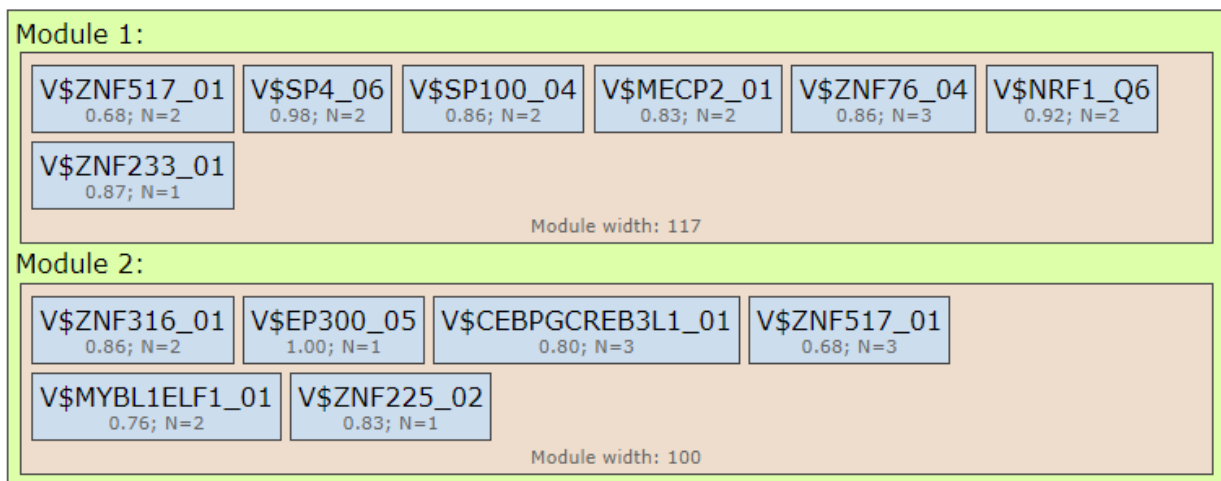 Module 1:
V$ZNF517_01 V$SP4_06 V$SP100_04 V$MECP2_01 V$ZNF76_04 V$NRF1_Q6
0.68; N=2 0.98; N=2 0.86; N=2 0.83; N=2 0.86; N=3 0.92; N=2
V$ZNF233_01
0.87; N=1
Module width: 117
Module 2:
V$ZNF316_01 V$EP300_05 V$CEBPGCREB3L1_01 V$ZNF517_01
0.86; N=2 1.00; N=1 0.80; N=3 0.68; N=3
V$MYBL1ELF1_01 V$ZNF225_02
0.76; N=2 0.83; N=1
Module width: 100